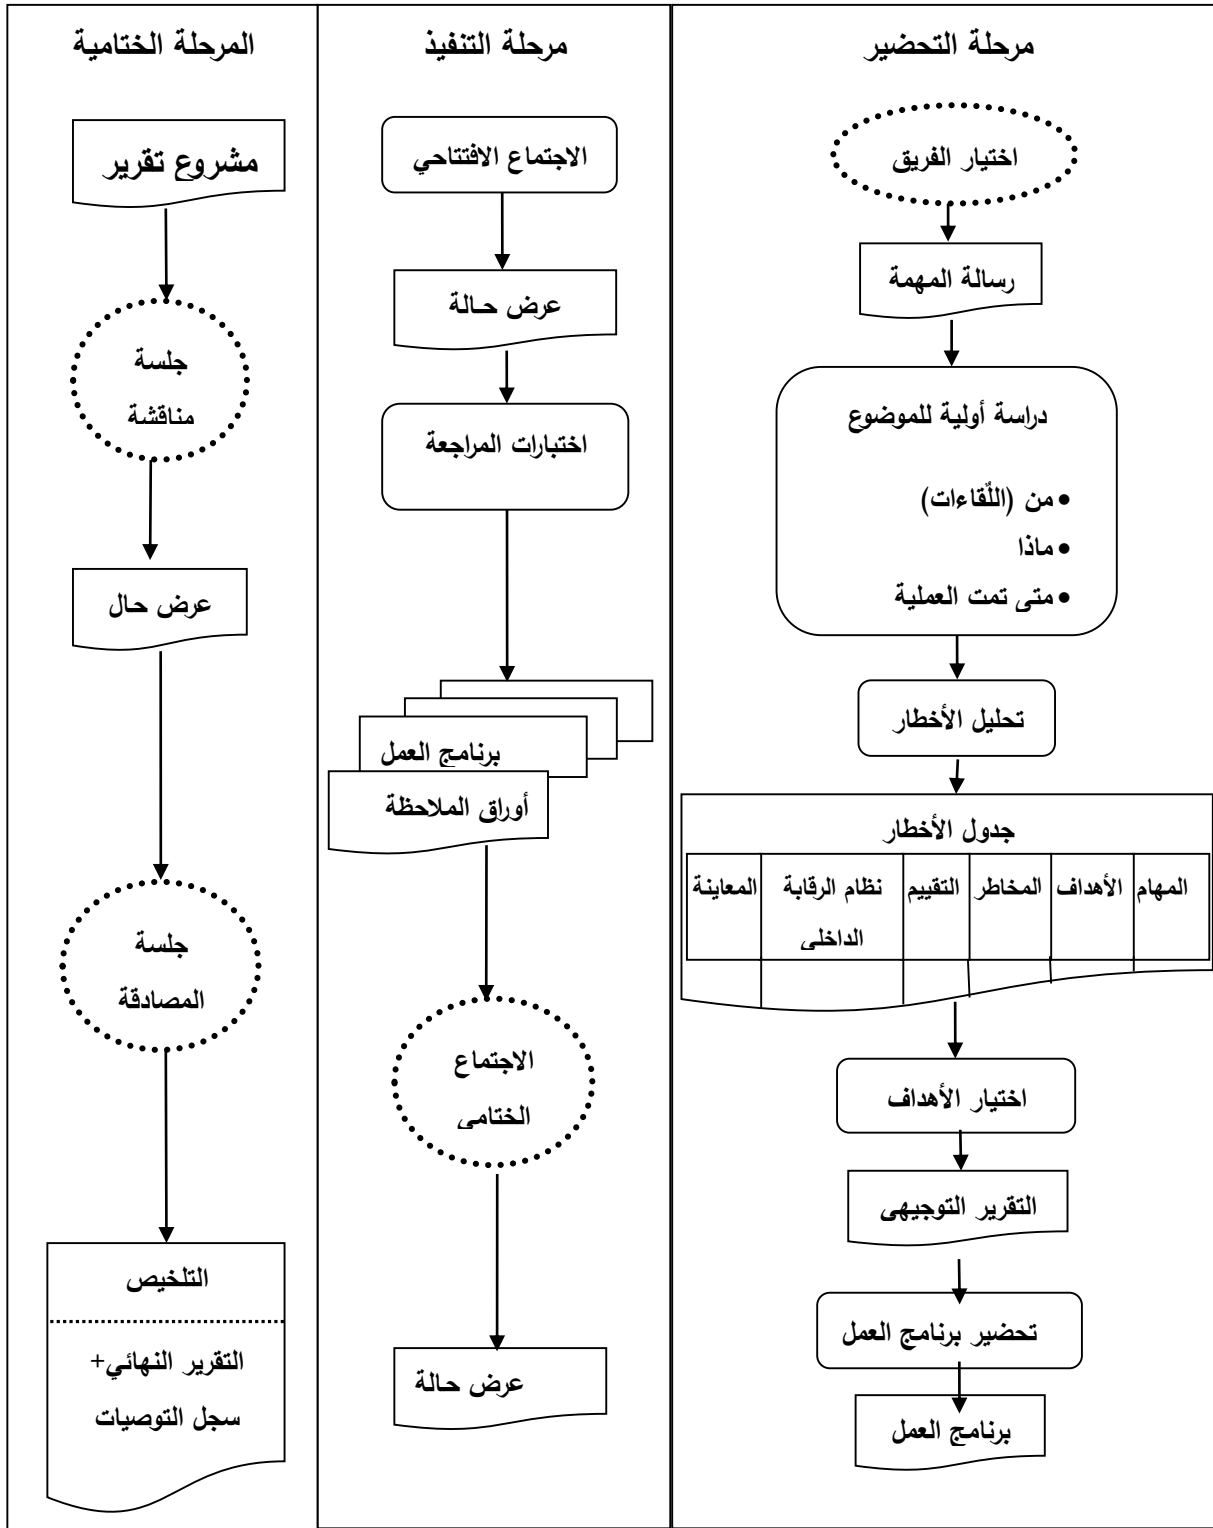 مرحلة التحضير
اختيار الفريق
رسالة المهمة
دراسة أولية للموضوع
• من (اللّقاءات)
• ماذا
• متى تمت العملية
تحليل الأخطار
جدول الأخطار
المهام
الأهداف
المخاطر
التقييم
نظام الرقابة
الداخلي
المعاينة
اختيار الأهداف
التقرير التوجيهي
تحضير برنامج العمل
برنامج العمل
مرحلة التنفيذ
الاجتماع الافتتاحي
عرض حالة
اختبارات المراجعة
برنامج العمل
أوراق الملاحظة
الاجتماع
الختامي
عرض حالة
المرحلة الختامية
مشروع تقرير
جلسة
مناقشة
عرض حال
جلسة
المصادقة
التلخيص
التقرير النهائي+
سجل التوصيات